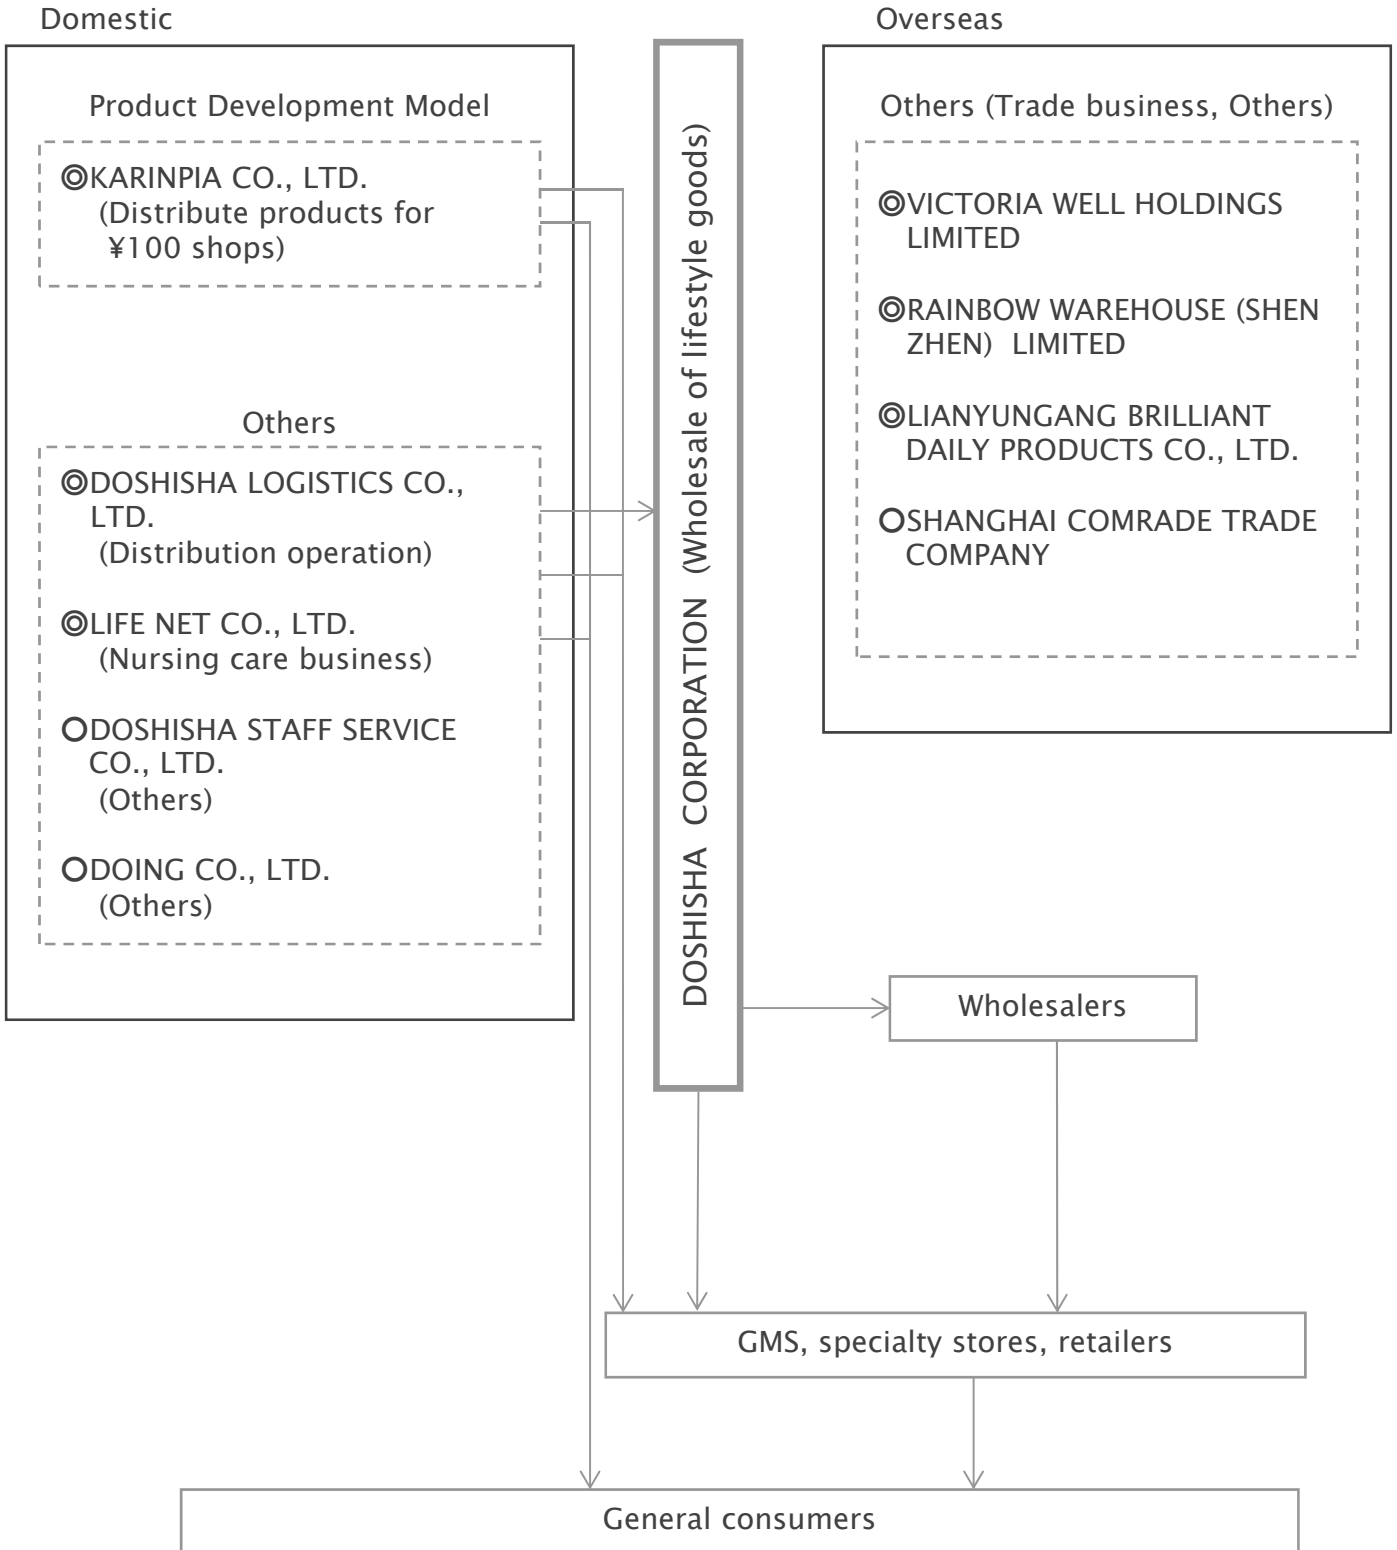 Domestic
Product Development Model
◎KARINPIA CO., LTD.
(Distribute products for
¥100 shops)
Others
◎DOSHISHA LOGISTICS CO.,
LTD.
(Distribution operation)
◎LIFE NET CO., LTD.
(Nursing care business)
○DOSHISHA STAFF SERVICE
CO., LTD.
(Others)
○DOING CO., LTD.
(Others)
DOSHISHA CORPORATION (Wholesale of lifestyle goods)
Overseas
Others (Trade business, Others)
◎VICTORIA WELL HOLDINGS
LIMITED
◎RAINBOW WAREHOUSE (SHEN
ZHEN) LIMITED
◎LIANYUNGANG BRILLIANT
DAILY PRODUCTS CO., LTD.
○SHANGHAI COMRADE TRADE
COMPANY
Wholesalers
GMS, specialty stores, retailers
General consumers